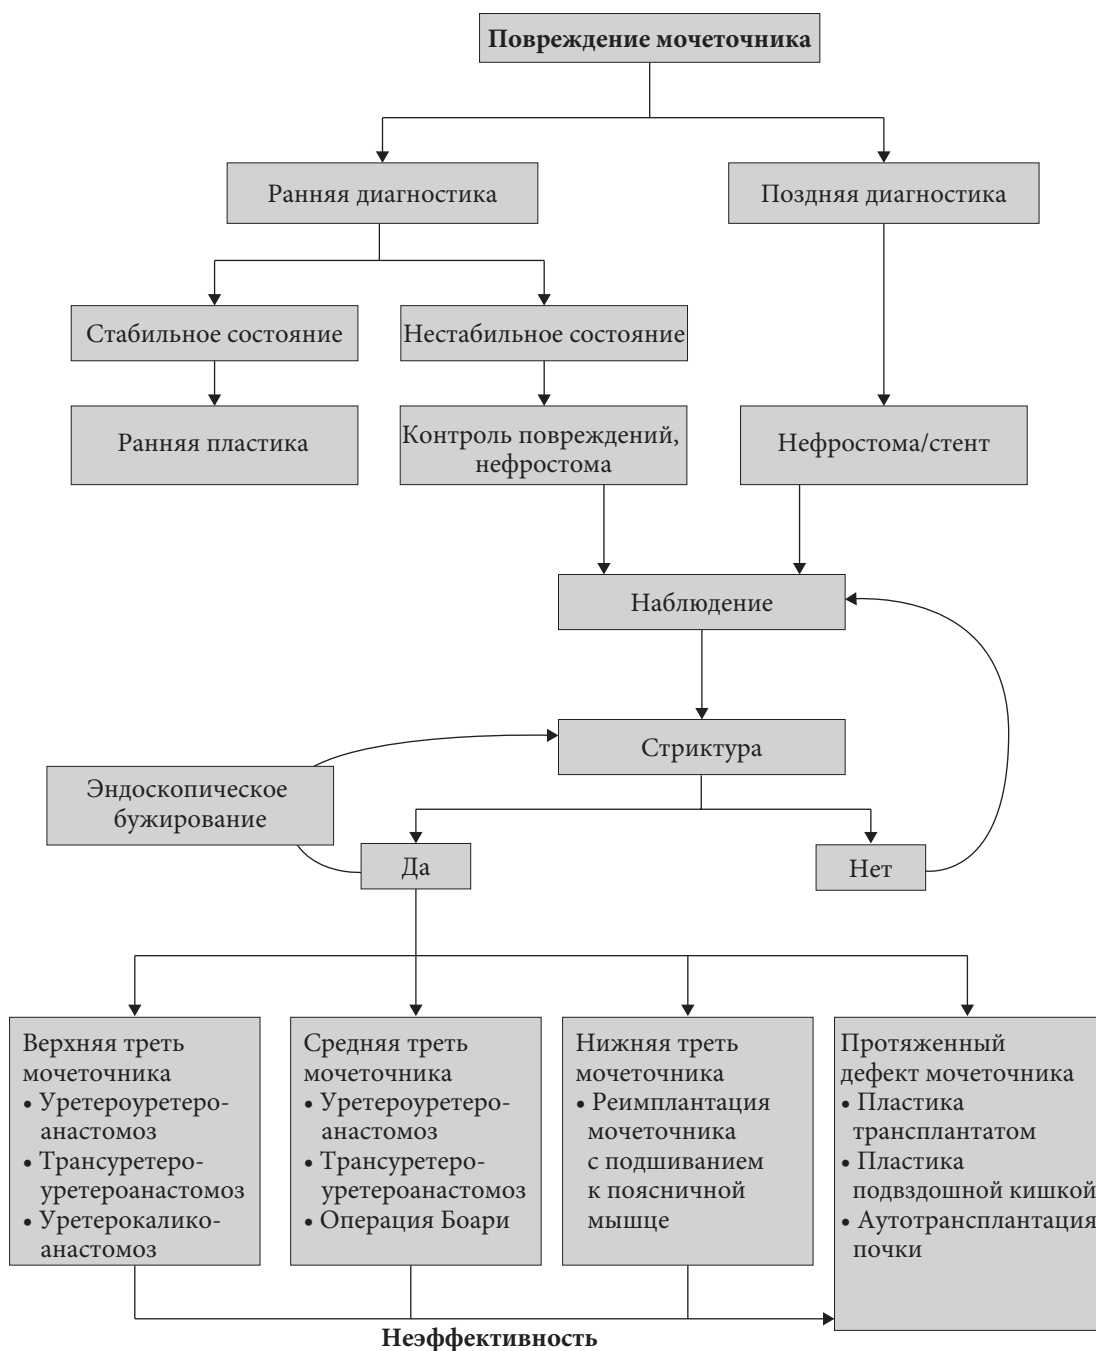 Повреждение мочеточника
Ранняя диагностика
Поздняя диагностика
Стабильное состояние
Нестабильное состояние
Ранняя пластика
Контроль повреждений,
нефростома
Нефростома/стент
Наблюдение
Стриктура
Эндоскопическое
бужирование
Да
Нет
Верхняя треть
мочеточника
• Уретероуретеро-
анастомоз
• Трансуретеро-
уретероанастомоз
• Уретерокалико-
анастомоз
Средняя треть
мочеточника
• Уретероуретеро-
анастомоз
• Трансуретеро-
уретероанастомоз
• Операция Боари
Нижняя треть
мочеточника
• Реимплантация
мочеточника
с подшиванием
к поясничной
мышце
Протяженный
дефект мочеточника
• Пластика
трансплантатом
• Пластика
подвздошной кишкой
• Аутотрансплантация
почки
Неэффективность